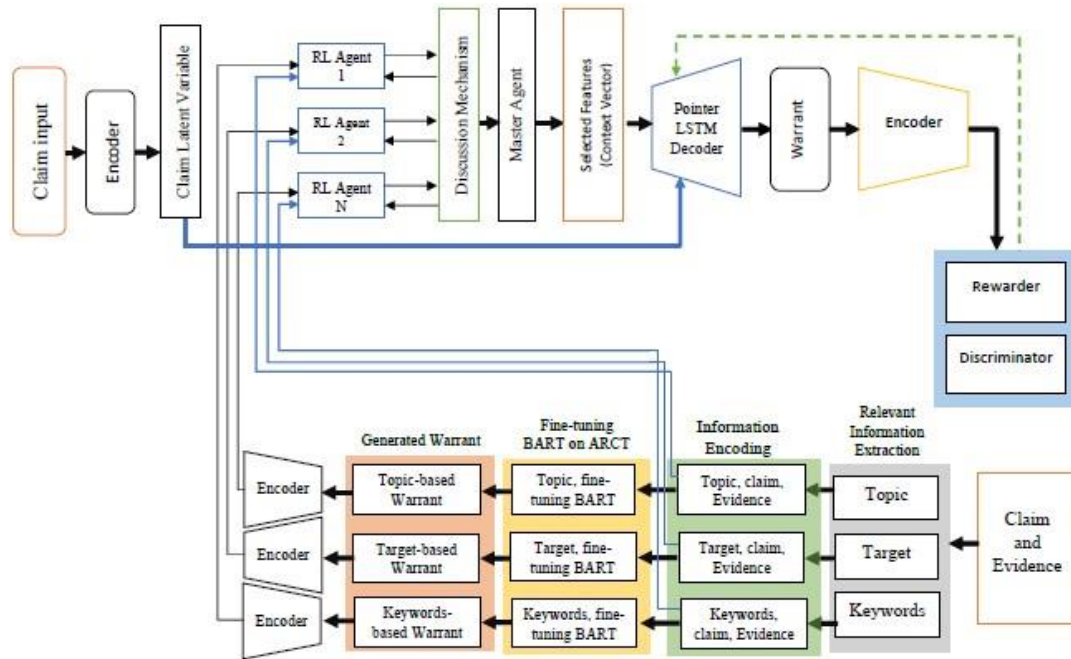 Claim input
Encoder
Claim Latent Variable
RL Agent
1
RL Agent
2
RL Agent
N
Discussion Mechanism
Master Agent
Selected Features
(Context Vector)
Pointer
LSTM
Decoder
Warrant
Encoder
Rewarder
Discriminator
Generated Warrant
Fine-tuning
BART on ARCT
Information
Encoding
Relevant
Information
Extraction
Encoder
Topic-based
Warrant
Topic, fine-
tuning BART
Topic, claim,
Evidence
Topic
Encoder
Target-based
Warrant
Target, fine-
tuning BART
Target, claim,
Evidence
Target
Encoder
Keywords-
based Warrant
Keywords, fine-
tuning BART
Keywords,
claim, Evidence
Keywords
Claim
and
Evidence